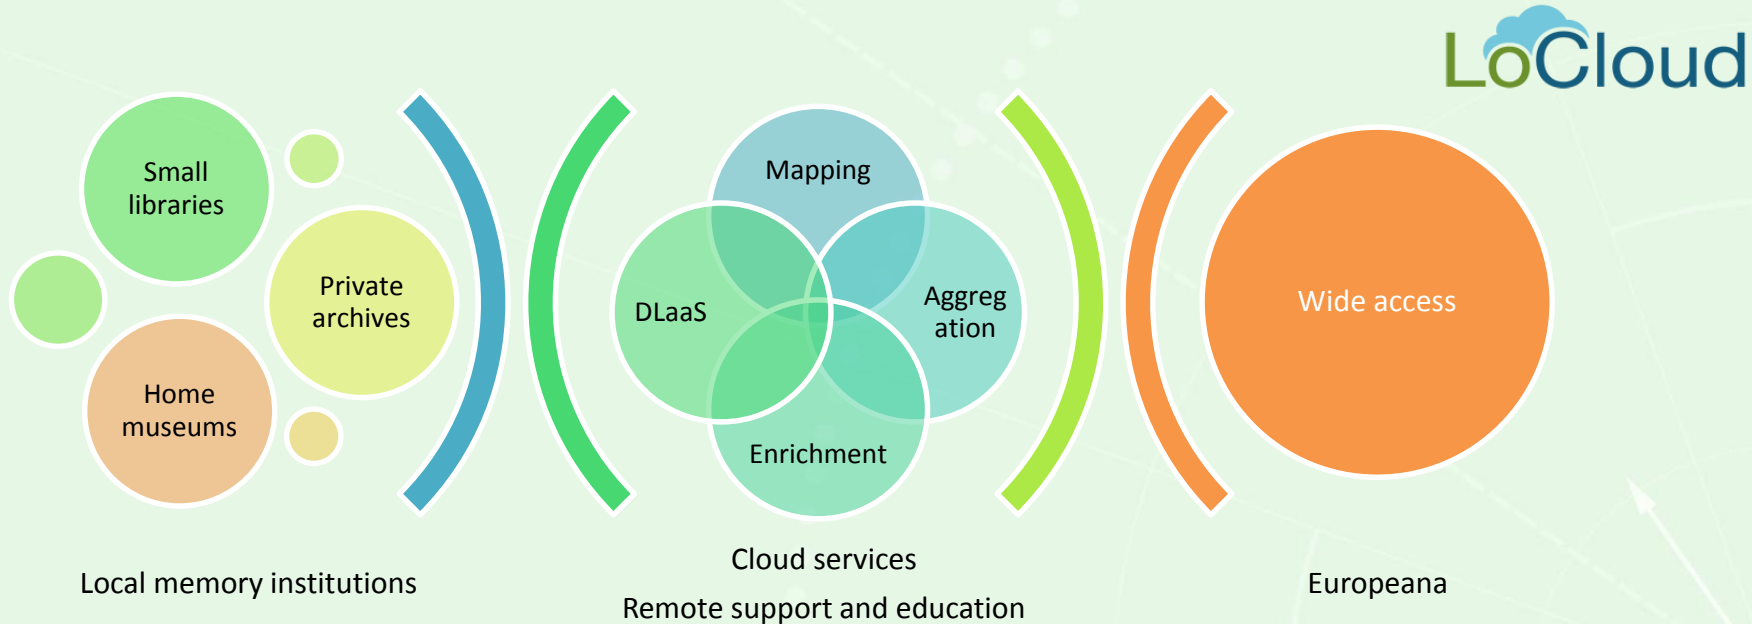 LoCloud
Small
libraries
Private
archives
Home
museums
Mapping
DLaaS
Aggreg
ation
Enrichment
Wide access
Local memory institutions
Cloud services
Remote support and education
Europeana